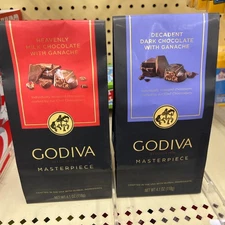 HEAVENLY
MILK CHOCOLATE
WITH GANACHE
GODIVA
MASTERPIECE
DECADENT
DARK CHOCOLATE
WITH GANACHE
GODIVA
MASTERPIECE